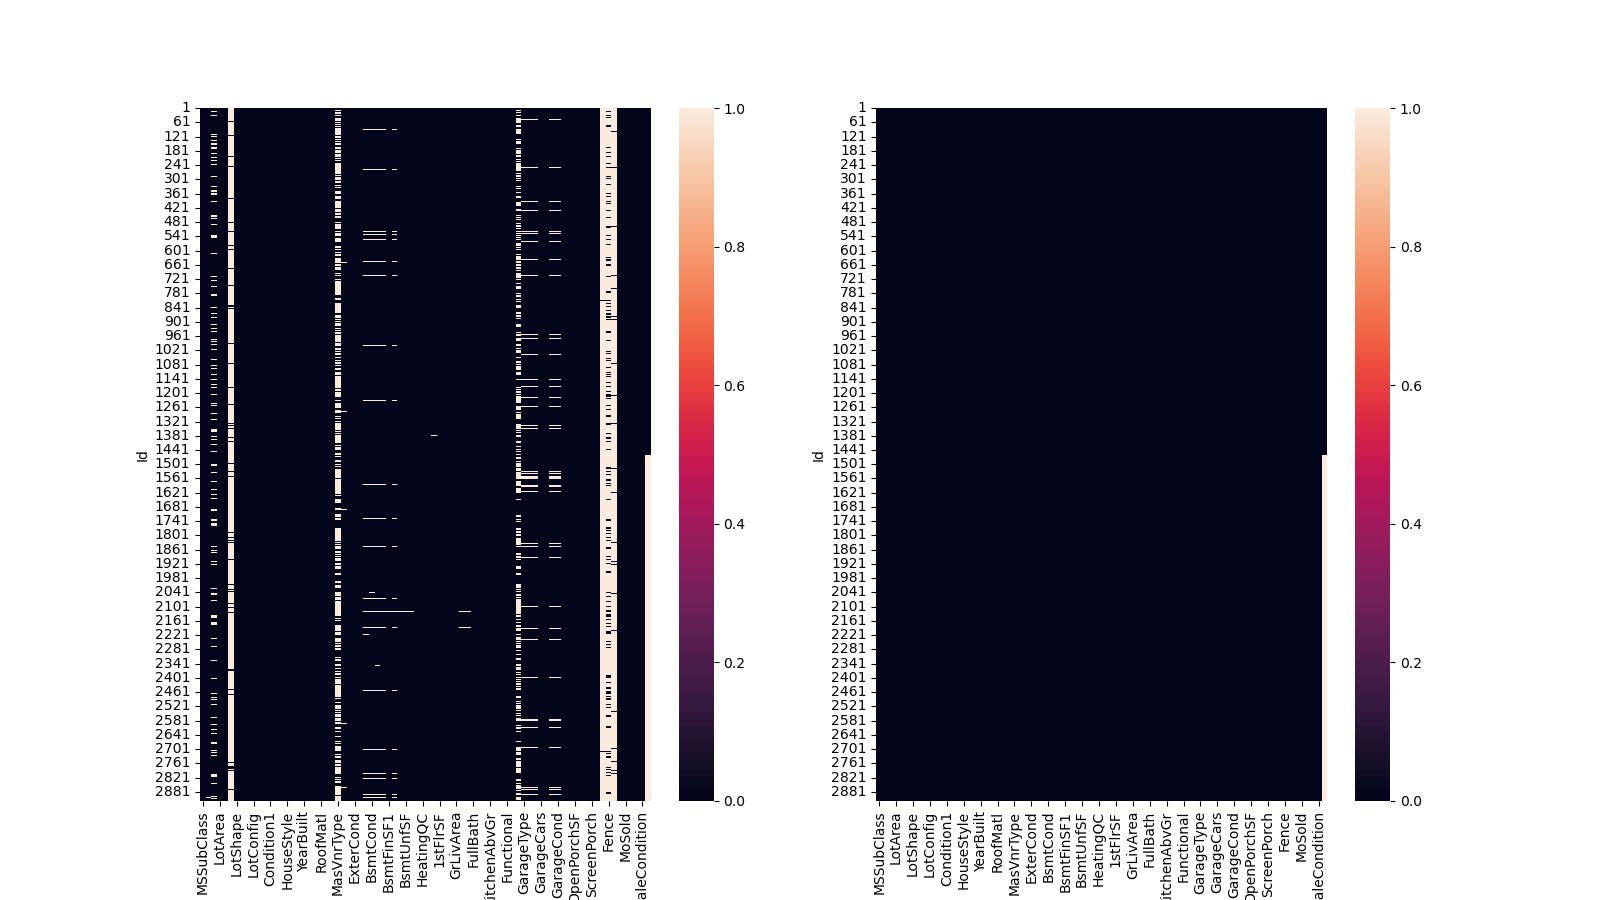 1
61
121
181
241
301
361
421
481
541
601
661
721
781
841
901
961
1021
1081
1141
1201
1261
1321
1381
1441
1501
1561
1621
1681
1741
1801
1861
1921
1981
2041
2101
2161
2221
2281
2341
2401
2461
2521
2581
2641
2701
2761
2821
2881
Id
MSSubClass
LotArea
LotShape
LotConfig
Condition1
HouseStyle
YearBuilt
RoofMatl
MasVnrType
ExterCond
BsmtCond
BsmtFinSF1
BsmtUnfSF
HeatingQC
1stFlrSF
GrLivArea
FullBath
itchenAbvGr
Functional
GarageType
GarageCars
GarageCond
OpenPorchSF
ScreenPorch
Fence
MoSold
aleCondition
1.0
0.8
0.6
0.4
0.2
0.0
1
61
121
181
241
301
361
421
481
541
601
661
721
781
841
901
961
1021
1081
1141
1201
1261
1321
1381
1441
1501
1561
1621
1681
1741
1801
1861
1921
1981
2041
2101
2161
2221
2281
2341
2401
2461
2521
2581
2641
2701
2761
2821
2881
Id
MSSubClass
LotArea
LotShape
LotConfig
Condition1
HouseStyle
YearBuilt
RoofMatl
MasVnrType
ExterCond
BsmtCond
BsmtFinSF1
BsmtUnfSF
HeatingQC
1stFlrSF
GrLivArea
FullBath
itchenAbvGr
Functional
GarageType
GarageCars
GarageCond
OpenPorchSF
ScreenPorch
Fence
MoSold
aleCondition
1.0
0.8
0.6
0.4
0.2
0.0